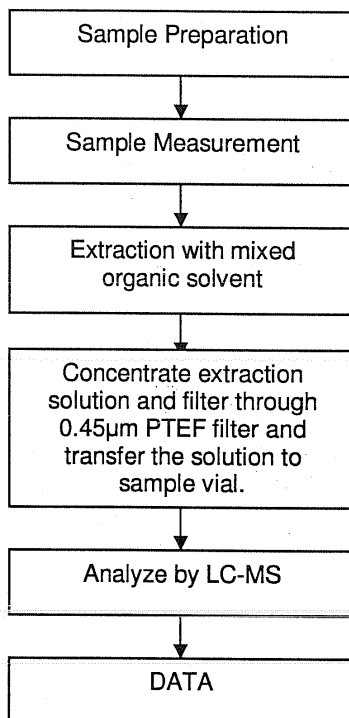 Sample Preparation
Sample Measurement
Extraction with mixed
organic solvent
Concentrate extraction
solution and filter through
0.45µm PTEF filter and
transfer the solution to
sample vial.
Analyze by LC-MS
DATA